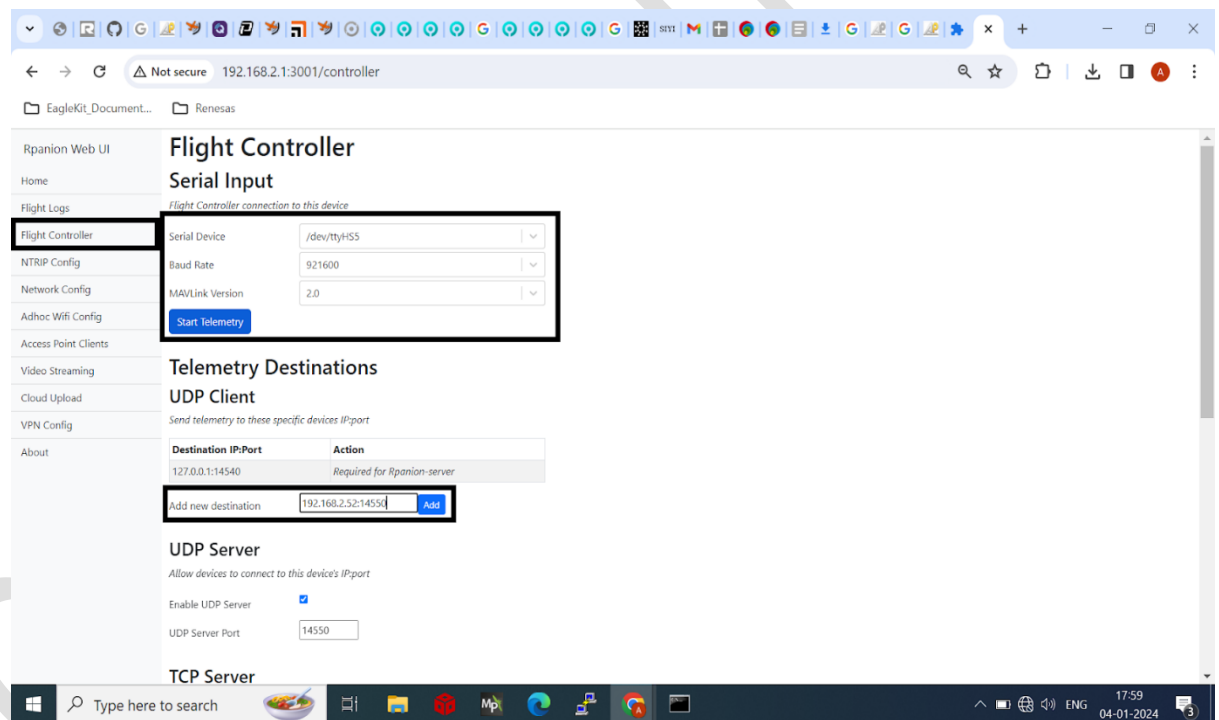 SIYI
Not secure 192.168.2.1:3001/controller
A
EagleKit_Document... Renesas
Rpanion Web UI
Home
Flight Logs
Flight Controller
NTRIP Config
Network Config
Adhoc Wifi Config
Access Point Clients
Video Streaming
Cloud Upload
VPN Config
About
Flight Controller
Serial Input
Flight Controller connection to this device
Serial Device /dev/ttyHS5
Baud Rate 921600
MAVLink Version 2.0
Start Telemetry
Telemetry Destinations
UDP Client
Send telemetry to these specific devices IP:port
Destination IP:Port Action
127.0.0.1:14540 Required for Rpanion-server
Add new destination 192.168.2.52:14550 Add
UDP Server
Allow devices to connect to this device's IP:port
Enable UDP Server
UDP Server Port 14550
TCP Server
Type here to search
ENG
17:59
04-01-2024
3